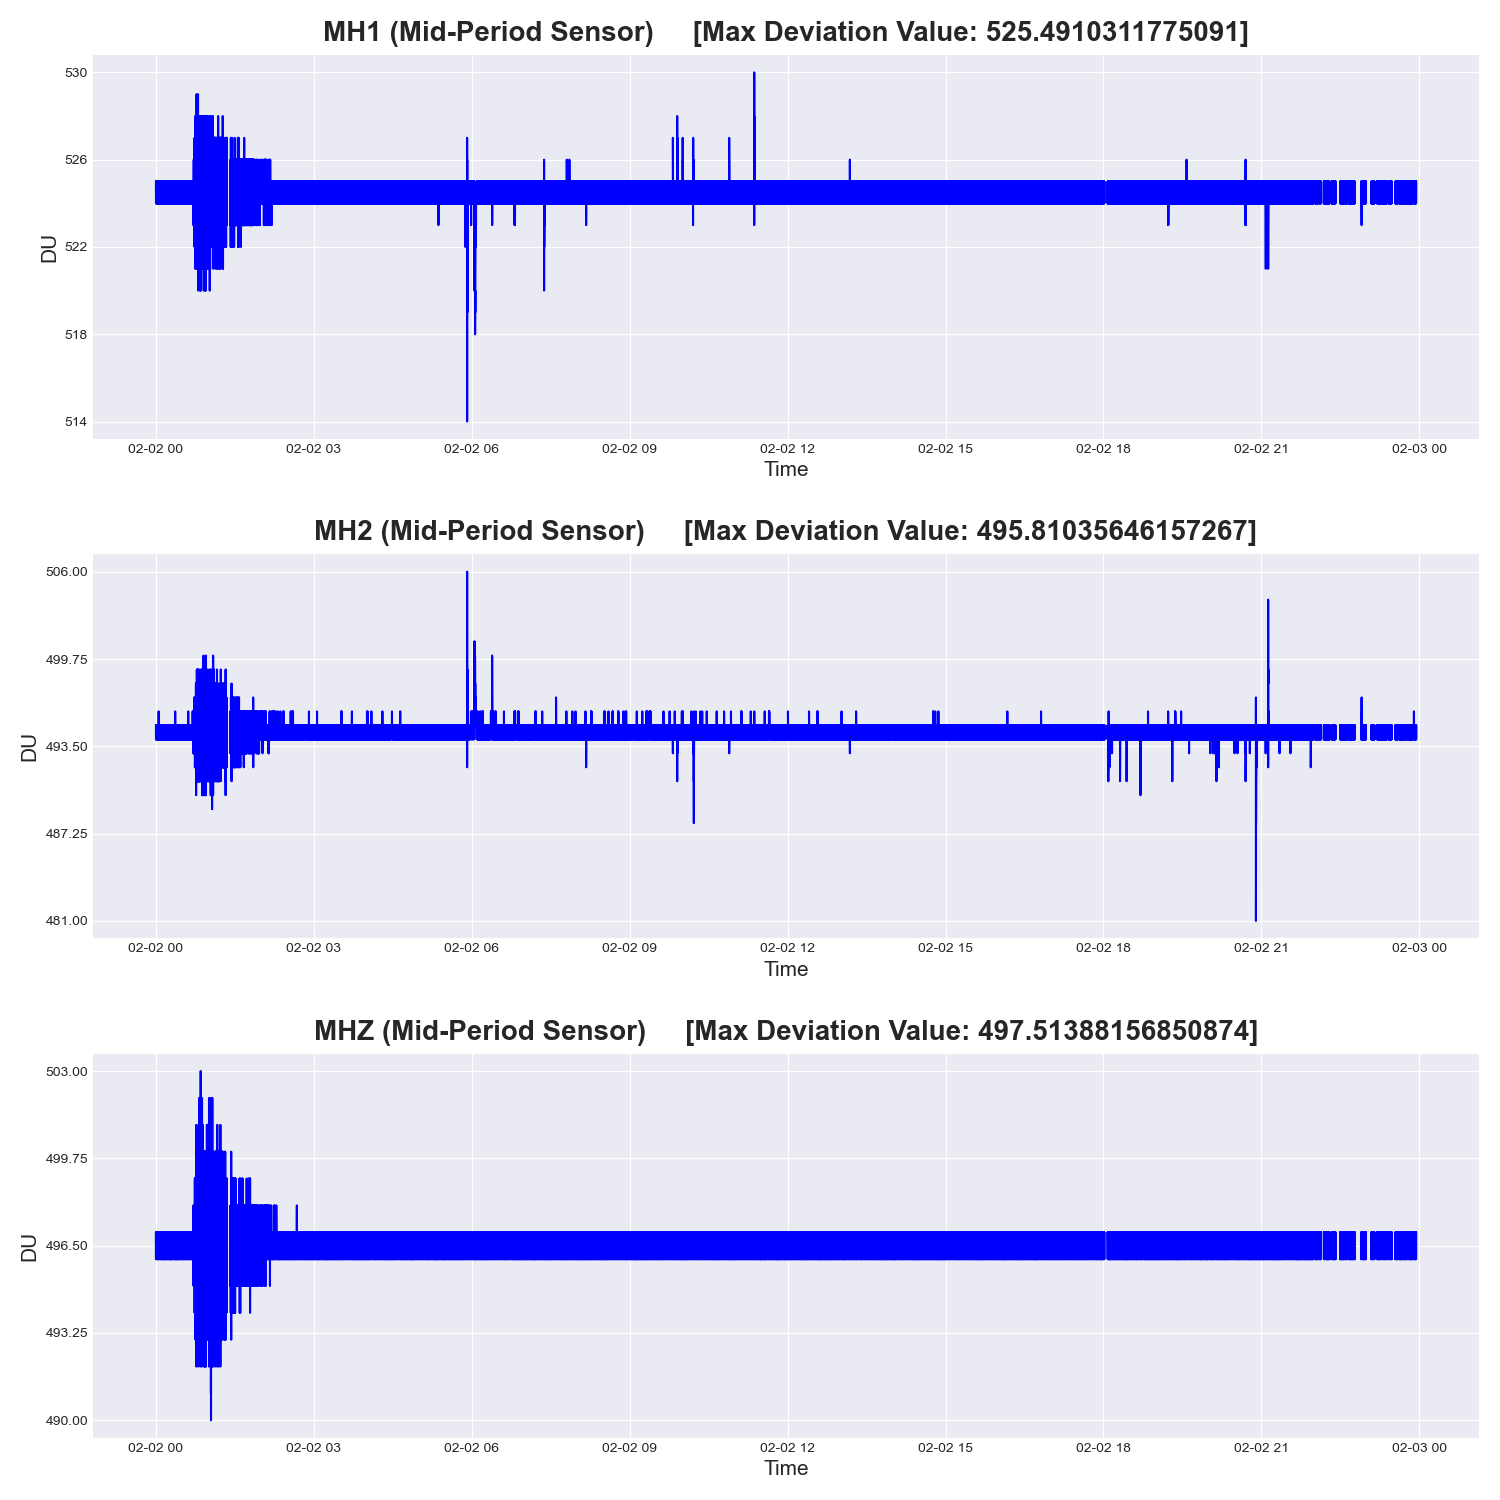 MH1 (Mid-Period Sensor) [Max Deviation Value: 525.4910311775091]
530
526
522
518
514
DU
02-02 00 02-02 03 02-02 06 02-02 09 02-02 12 02-02 15 02-02 18 02-02 21 02-03 00
Time
MH2 (Mid-Period Sensor) [Max Deviation Value: 495.81035646157267]
506.00
499.75
493.50
487.25
481.00
DU
02-02 00 02-02 03 02-02 06 02-02 09 02-02 12 02-02 15 02-02 18 02-02 21 02-03 00
Time
MHZ (Mid-Period Sensor) [Max Deviation Value: 497.51388156850874]
503.00
499.75
496.50
493.25
490.00
DU
02-02 00 02-02 03 02-02 06 02-02 09 02-02 12 02-02 15 02-02 18 02-02 21 02-03 00
Time